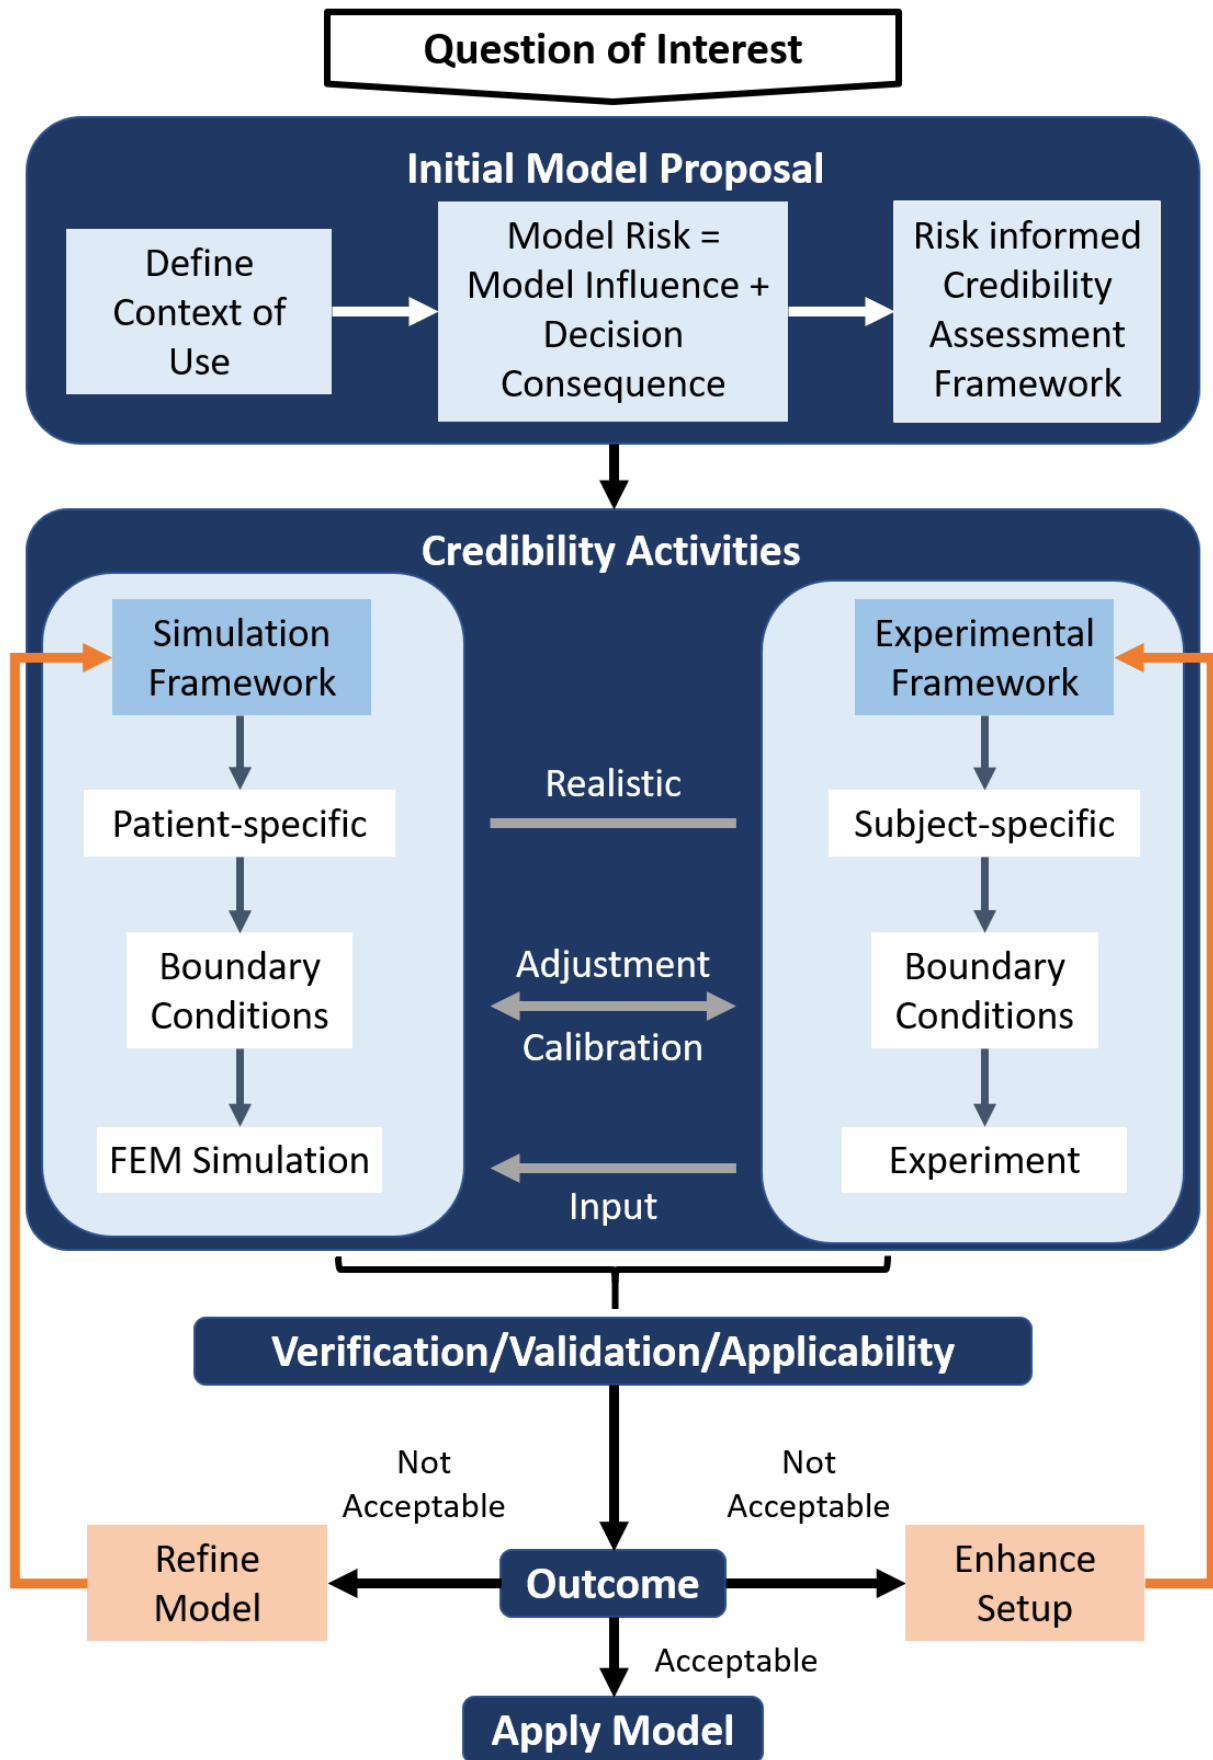 Question of Interest
Initial Model Proposal
Define
Context of
Use
Model Risk =
Model Influence +
Decision
Consequence
Risk informed
Credibility
Assessment
Framework
Credibility Activities
Simulation
Framework
Patient-specific
Boundary
Conditions
FEM Simulation
Realistic
Adjustment
Calibration
Input
Experimental
Framework
Subject-specific
Boundary
Conditions
Experiment
Verification/Validation/Applicability
Not
Acceptable
Not
Acceptable
Refine
Model
Outcome
Enhance
Setup
Acceptable
Apply Model